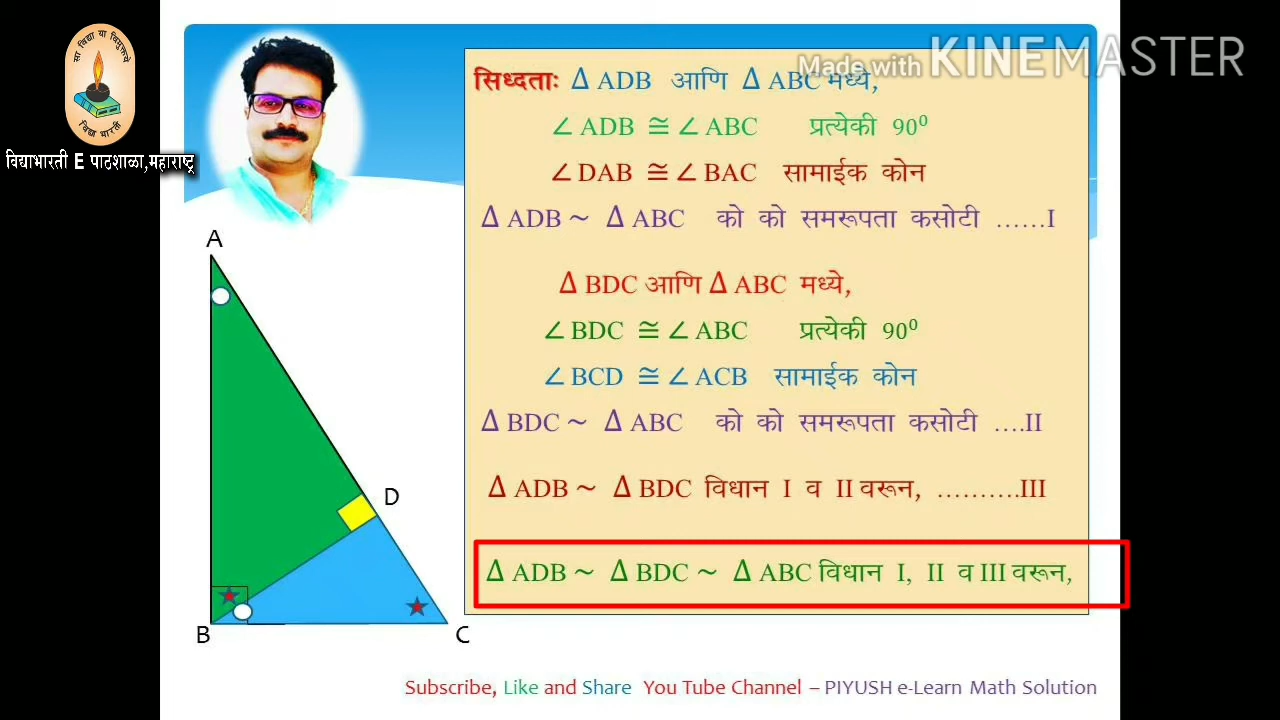 सा विद्या या विमुक्तये
विद्या भारती
विद्याभारती E पाठशाळा,महाराष्ट्र
Made with KINEMASTER
सिध्दताः Δ ADB आणि Δ ABC मध्ये,
∠ ADB ≅ ∠ ABC प्रत्येकी 90⁰
∠ DAB ≅ ∠ BAC सामाईक कोन
Δ ADB ~ Δ ABC को को समरूपता कसोटी ……I
Δ BDC आणि Δ ABC मध्ये,
∠ BDC ≅ ∠ ABC प्रत्येकी 90⁰
∠ BCD ≅ ∠ ACB सामाईक कोन
Δ BDC ~ Δ ABC को को समरूपता कसोटी ….II
Δ ADB ~ Δ BDC विधान I व II वरून, ……….III
Δ ADB ~ Δ BDC ~ Δ ABC विधान I, II व III वरून,
A
D
B
C
Subscribe, Like and Share You Tube Channel – PIYUSH e-Learn Math Solution